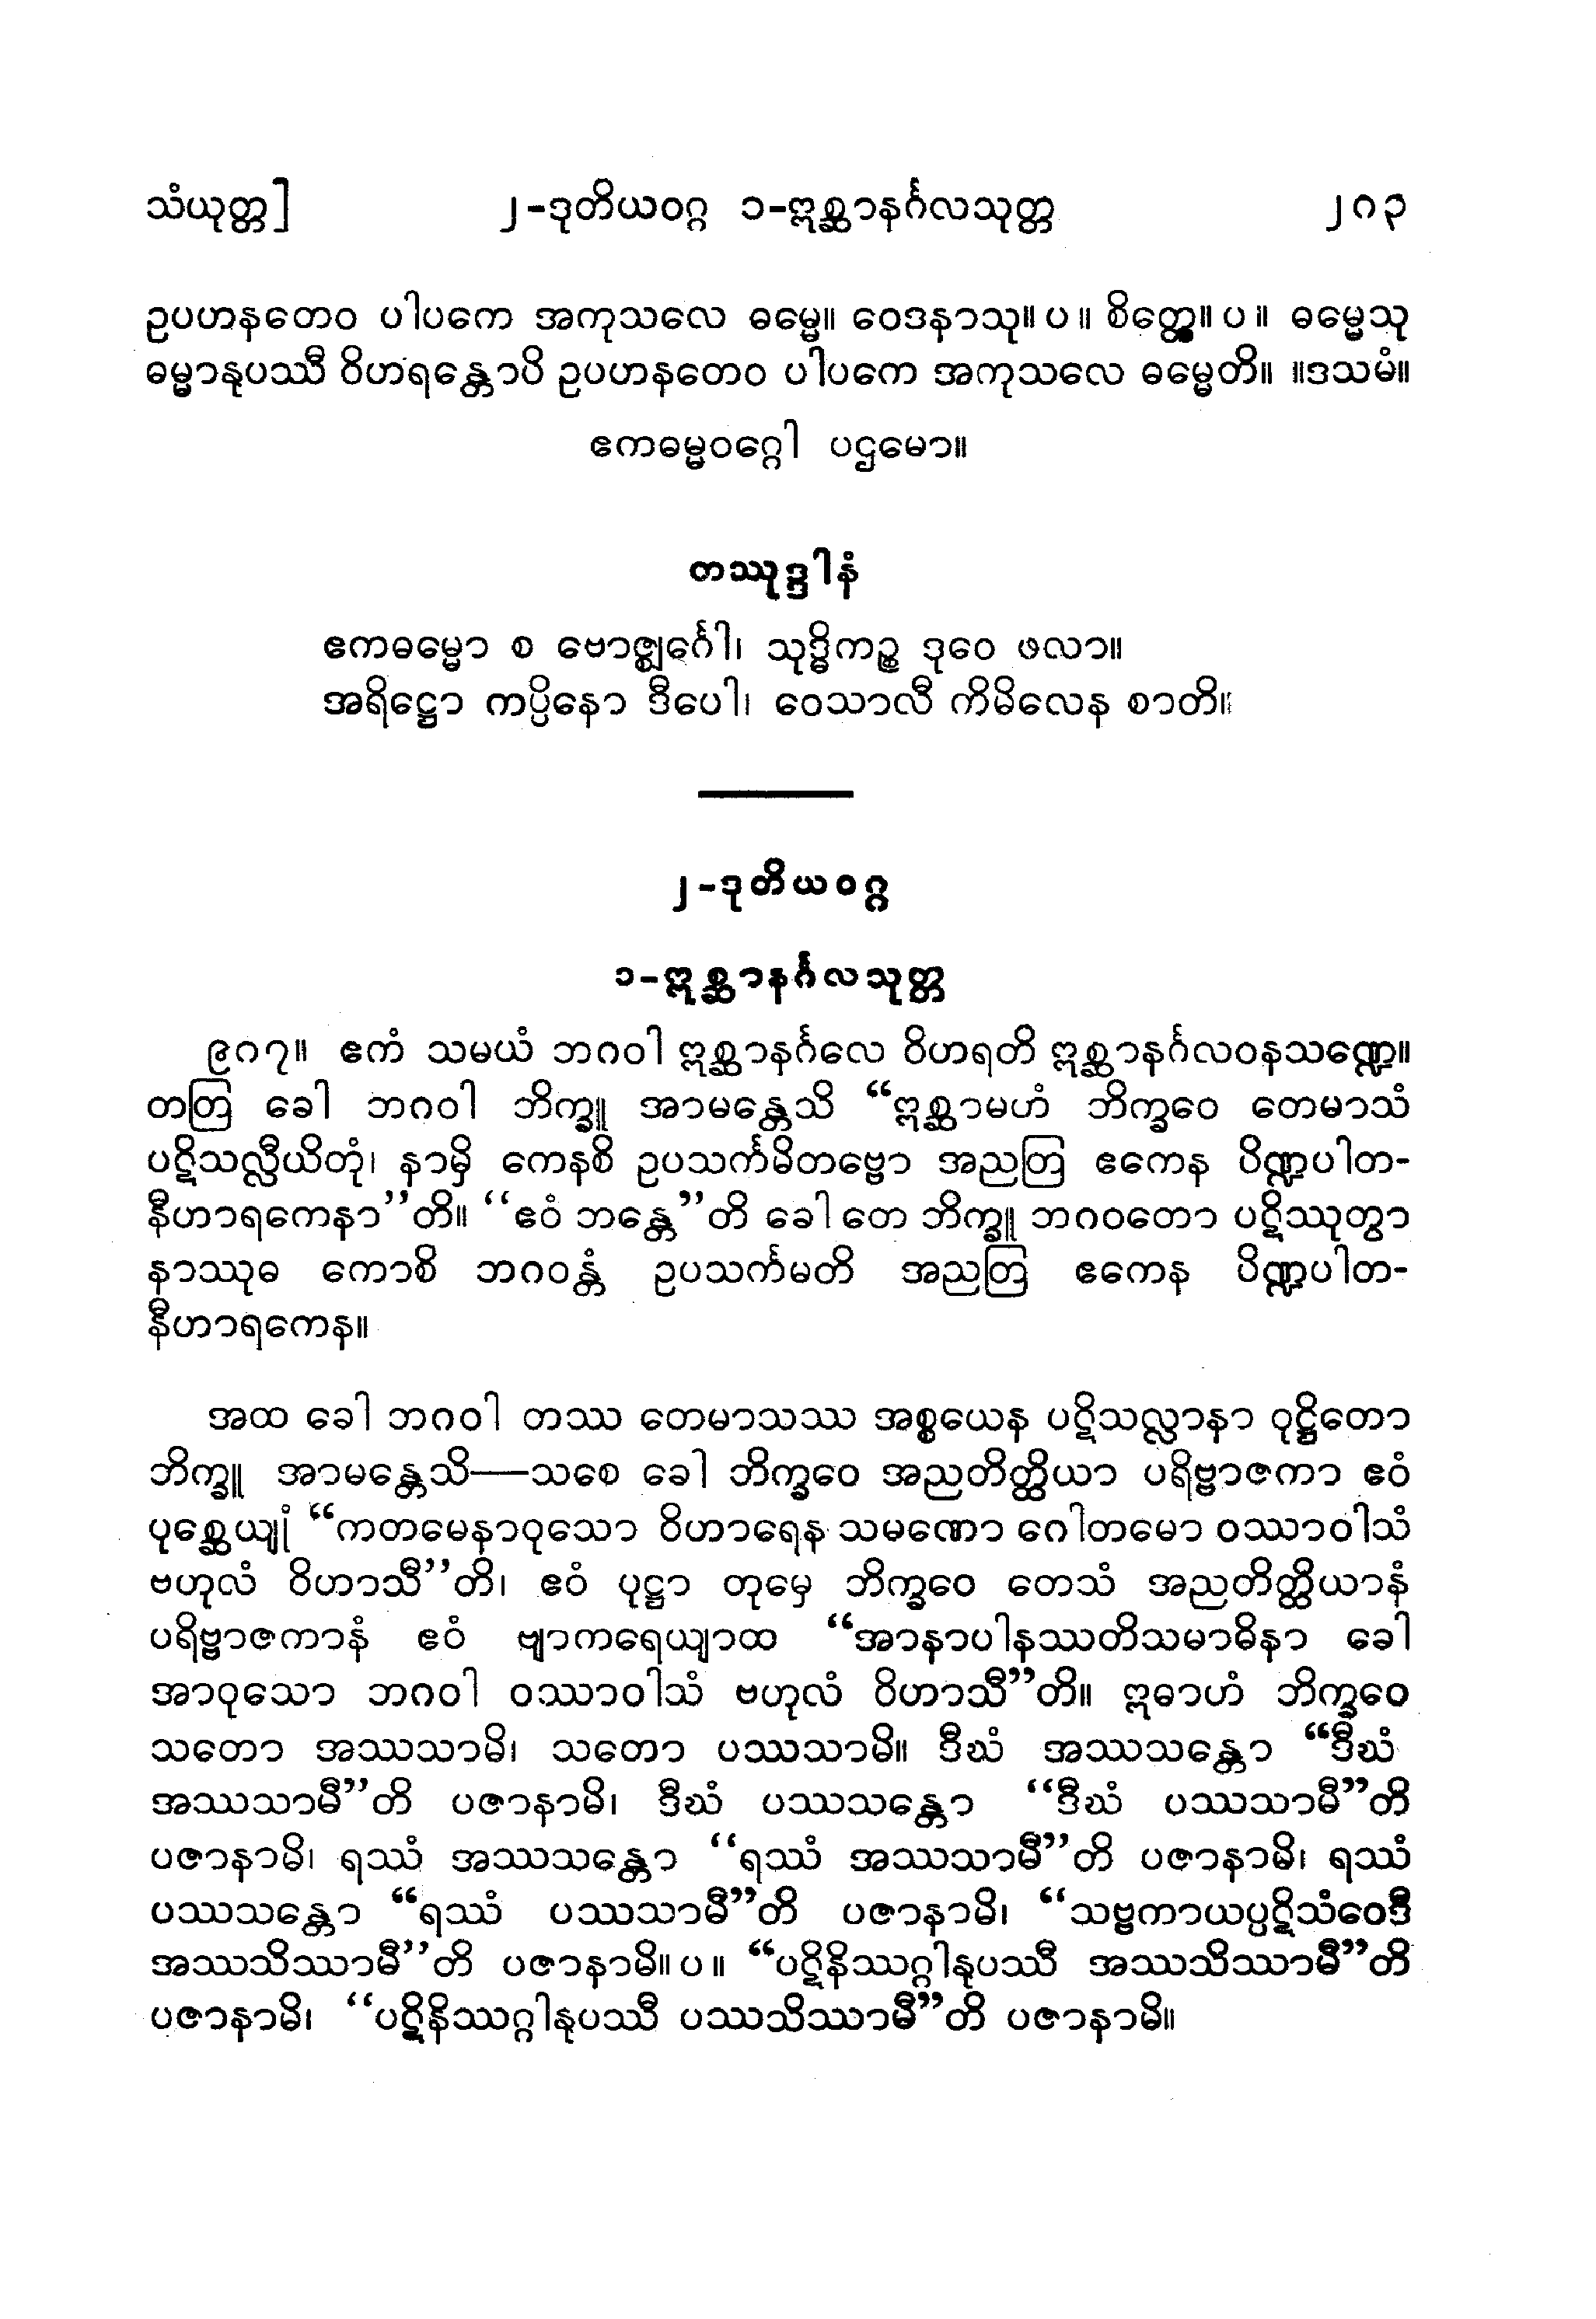 သံယုတ္တ] ၂-ဒုတိယဝဂ္ဂ ၁-ဣစ္ဆာနင်္ဂလသုတ္တ ၂၈၃
ဥပဟနတေဝ ပါပကေ အကုသလေ ဓမ္မေ။ ဝေဒနာသု။ပ။ စိတ္တေ။ပ။ ဓမ္မေသု
ဓမ္မာနုပဿီ ဝိဟရန္တောပိ ဥပဟနတေဝ ပါပကေ အကုသလေ ဓမ္မေတိ။ ။ဒသမံ။
ဧကဓမ္မဝဂ္ဂေါ ပဌမော။
တဿုဒ္ဒါနံ
ဧကဓမ္မော စ ဗောဇ္ဈင်္ဂေါ၊ သုဒ္ဓိကဉ္စ ဒုဝေ ဖလာ။
အရိဋ္ဌော ကပ္ပိနော ဒီပေါ၊ ဝေသာလီ ကိမိလေန စာတိ။
၂-ဒုတိယဝဂ္ဂ
၁-ဣစ္ဆာနင်္ဂလသုတ္တ
၉၈၇။ ဧကံ သမယံ ဘဂဝါ ဣစ္ဆာနင်္ဂလေ ဝိဟရတိ ဣစ္ဆာနင်္ဂလဝနသဏ္ဍေ။
တတြ ခေါ ဘဂဝါ ဘိက္ခူ အာမန္တေသိ “ဣစ္ဆာမဟံ ဘိက္ခဝေ တေမာသံ
ပဋိသလ္လီယိတုံ၊ နာမှိ ကေနစိ ဥပသင်္ကမိတဗ္ဗော အညတြ ဧကေန ပိဏ္ဍပါတ-
နီဟာရကေနာ”တိ။ “ဧဝံ ဘန္တေ”တိ ခေါ တေ ဘိက္ခူ ဘဂဝတော ပဋိဿုတွာ
နာဿုဓ ကောစိ ဘဂဝန္တံ ဥပသင်္ကမတိ အညတြ ဧကေန ပိဏ္ဍပါတ-
နီဟာရကေန။
အထ ခေါ ဘဂဝါ တဿ တေမာသဿ အစ္စယေန ပဋိသလ္လာနာ ဝုဋ္ဌိတော
ဘိက္ခူ အာမန္တေသိ—သစေ ခေါ ဘိက္ခဝေ အညတိတ္ထိယာ ပရိဗ္ဗာဇကာ ဧဝံ
ပုစ္ဆေယျုံ “ကတမေနာဝုသော ဝိဟာရေန သမဏော ဂေါတမော ဝဿာဝါသံ
ဗဟုလံ ဝိဟာသီ”တိ၊ ဧဝံ ပုဋ္ဌာ တုမှေ ဘိက္ခဝေ တေသံ အညတိတ္ထိယာနံ
ပရိဗ္ဗာဇကာနံ ဧဝံ ဗျာကရေယျာထ “အာနာပါနဿတိသမာဓိနာ ခေါ
အာဝုသော ဘဂဝါ ဝဿာဝါသံ ဗဟုလံ ဝိဟာသီ”တိ။ ဣဓာဟံ ဘိက္ခဝေ
သတော အဿသာမိ၊ သတော ပဿသာမိ။ ဒီဃံ အဿသန္တော “ဒီဃံ
အဿသာမီ”တိ ပဇာနာမိ၊ ဒီဃံ ပဿသန္တော “ဒီဃံ ပဿသာမီ”တိ
ပဇာနာမိ၊ ရဿံ အဿသန္တော “ရဿံ အဿသာမီ”တိ ပဇာနာမိ၊ ရဿံ
ပဿသန္တော “ရဿံ ပဿသာမီ”တိ ပဇာနာမိ၊ “သဗ္ဗကာယပ္ပဋိသံဝေဒီ
အဿသိဿာမီ”တိ ပဇာနာမိ။ပ။ “ပဋိနိဿဂ္ဂါနုပဿီ အဿသိဿာမီ”တိ
ပဇာနာမိ၊ “ပဋိနိဿဂ္ဂါနုပဿီ ပဿသိဿာမီ”တိ ပဇာနာမိ။